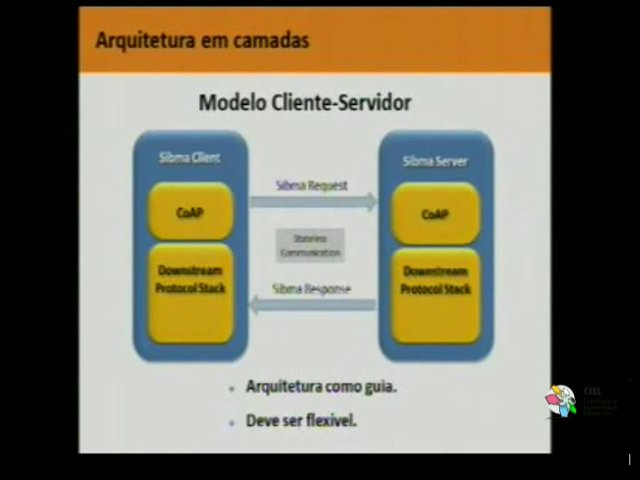 Arquitetura em camadas
Modelo Cliente-Servidor
Sibma Client
Sibma Server
Sibma Request
CoAP
CoAP
Stateless
Communication
Downstream
Protocol Stack
Downstream
Protocol Stack
Sibma Response
Arquitetura como guia.
Deve ser flexível.
CISL